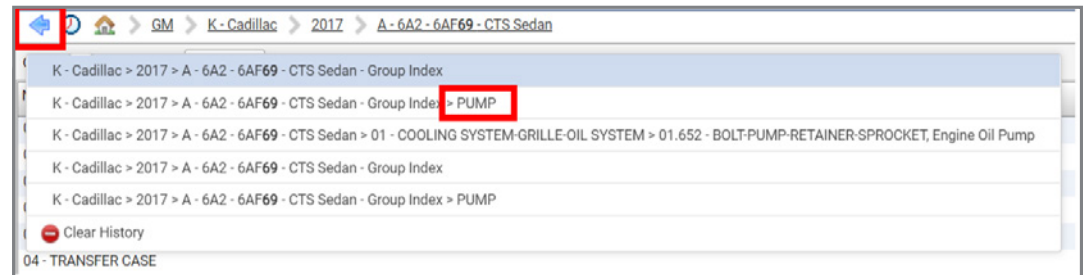 GM > K - Cadillac > 2017 > A - 6A2 - 6AF69 - CTS Sedan
K - Cadillac > 2017 > A - 6A2 - 6AF69 - CTS Sedan - Group Index
K - Cadillac > 2017 > A - 6A2 - 6AF69 - CTS Sedan - Group Index > PUMP
K - Cadillac > 2017 > A - 6A2 - 6AF69 - CTS Sedan > 01 - COOLING SYSTEM-GRILLE-OIL SYSTEM > 01.652 - BOLT-PUMP-RETAINER-SPROCKET, Engine Oil Pump
K - Cadillac > 2017 > A - 6A2 - 6AF69 - CTS Sedan - Group Index
K - Cadillac > 2017 > A - 6A2 - 6AF69 - CTS Sedan - Group Index > PUMP
Clear History
04 - TRANSFER CASE